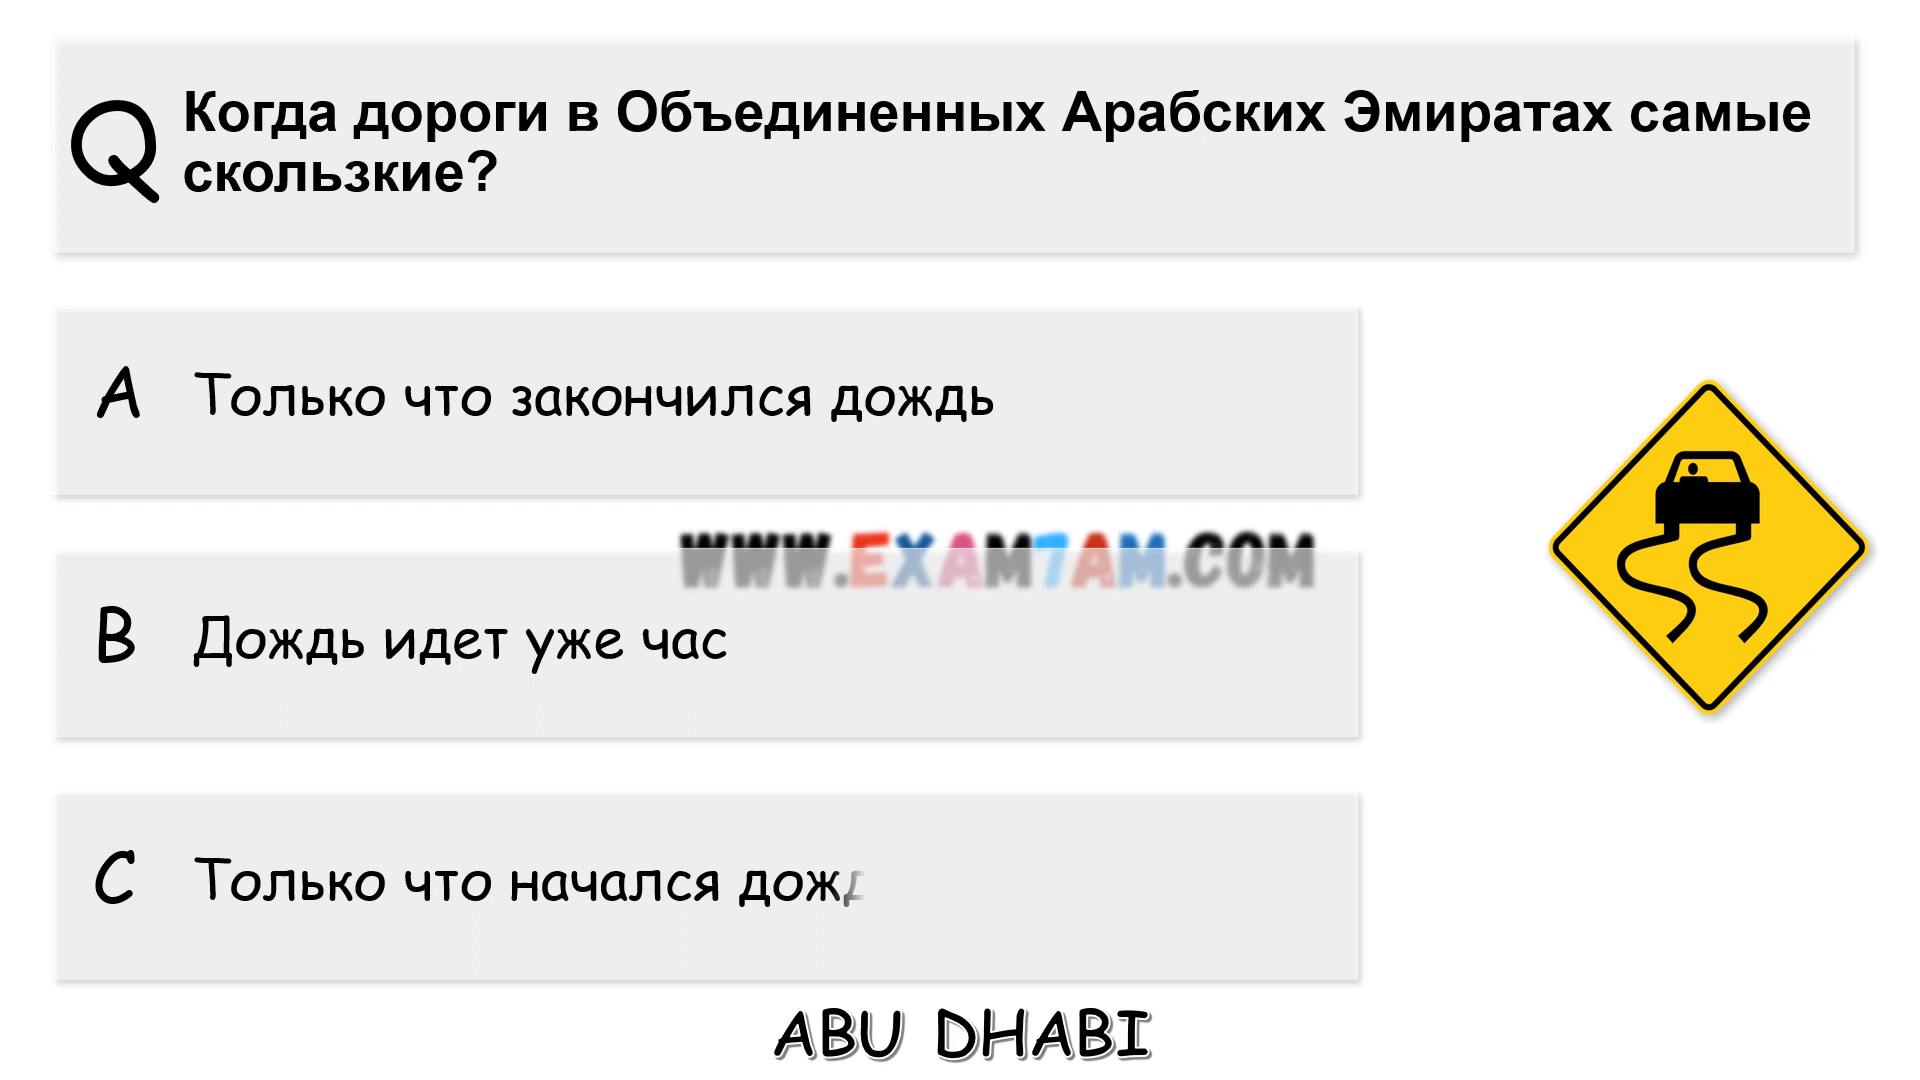 Q Когда дороги в Объединенных Арабских Эмиратах самые
скользкие?
A Только что закончился дождь
WWW.EXAM7AM.COM
B Дождь идет уже час
C Только что начался дожд
ABU DHABI